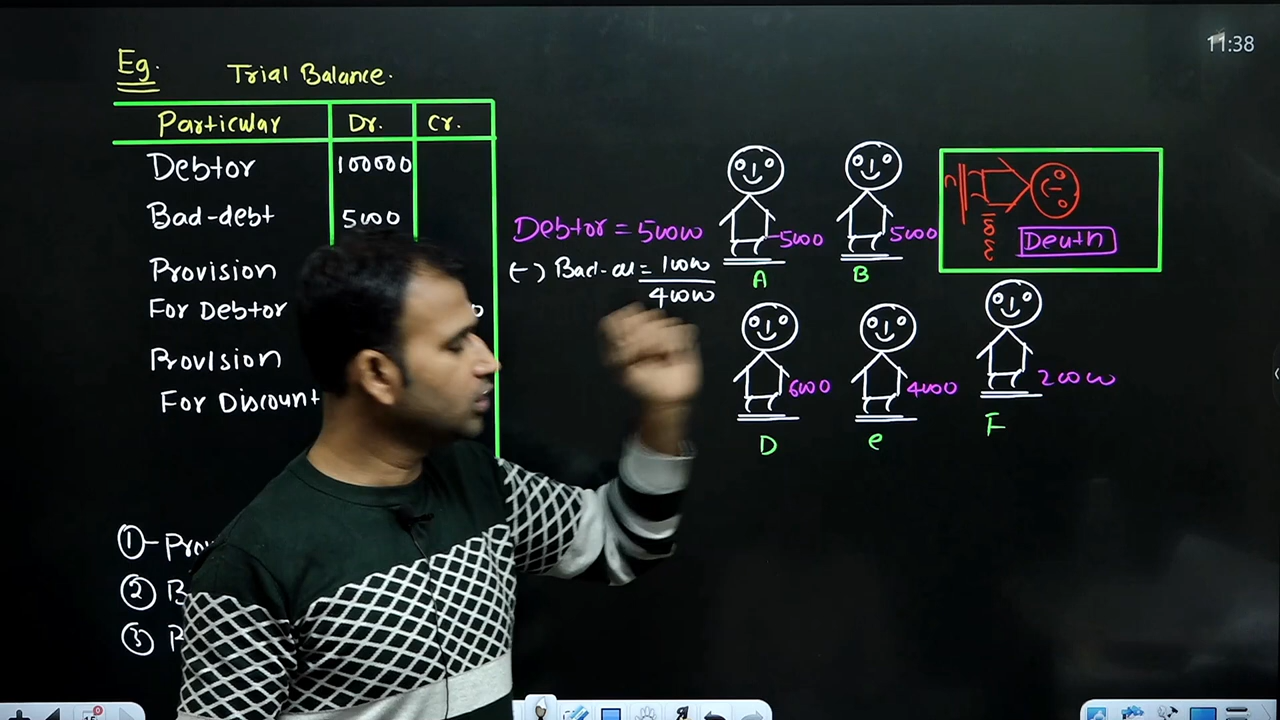 11:38
Eg. Trial Balance.
Particular Dr. Cr.
Debtor 100000
Bad-debt 5000
Provision
For Debtor
Provision
For Discount
Debtor = 50000
(-) Bad- = 10000
40000
5000
A
5000
B
Death
6000
D
4000
e
20000
F
①-
② B
③ P